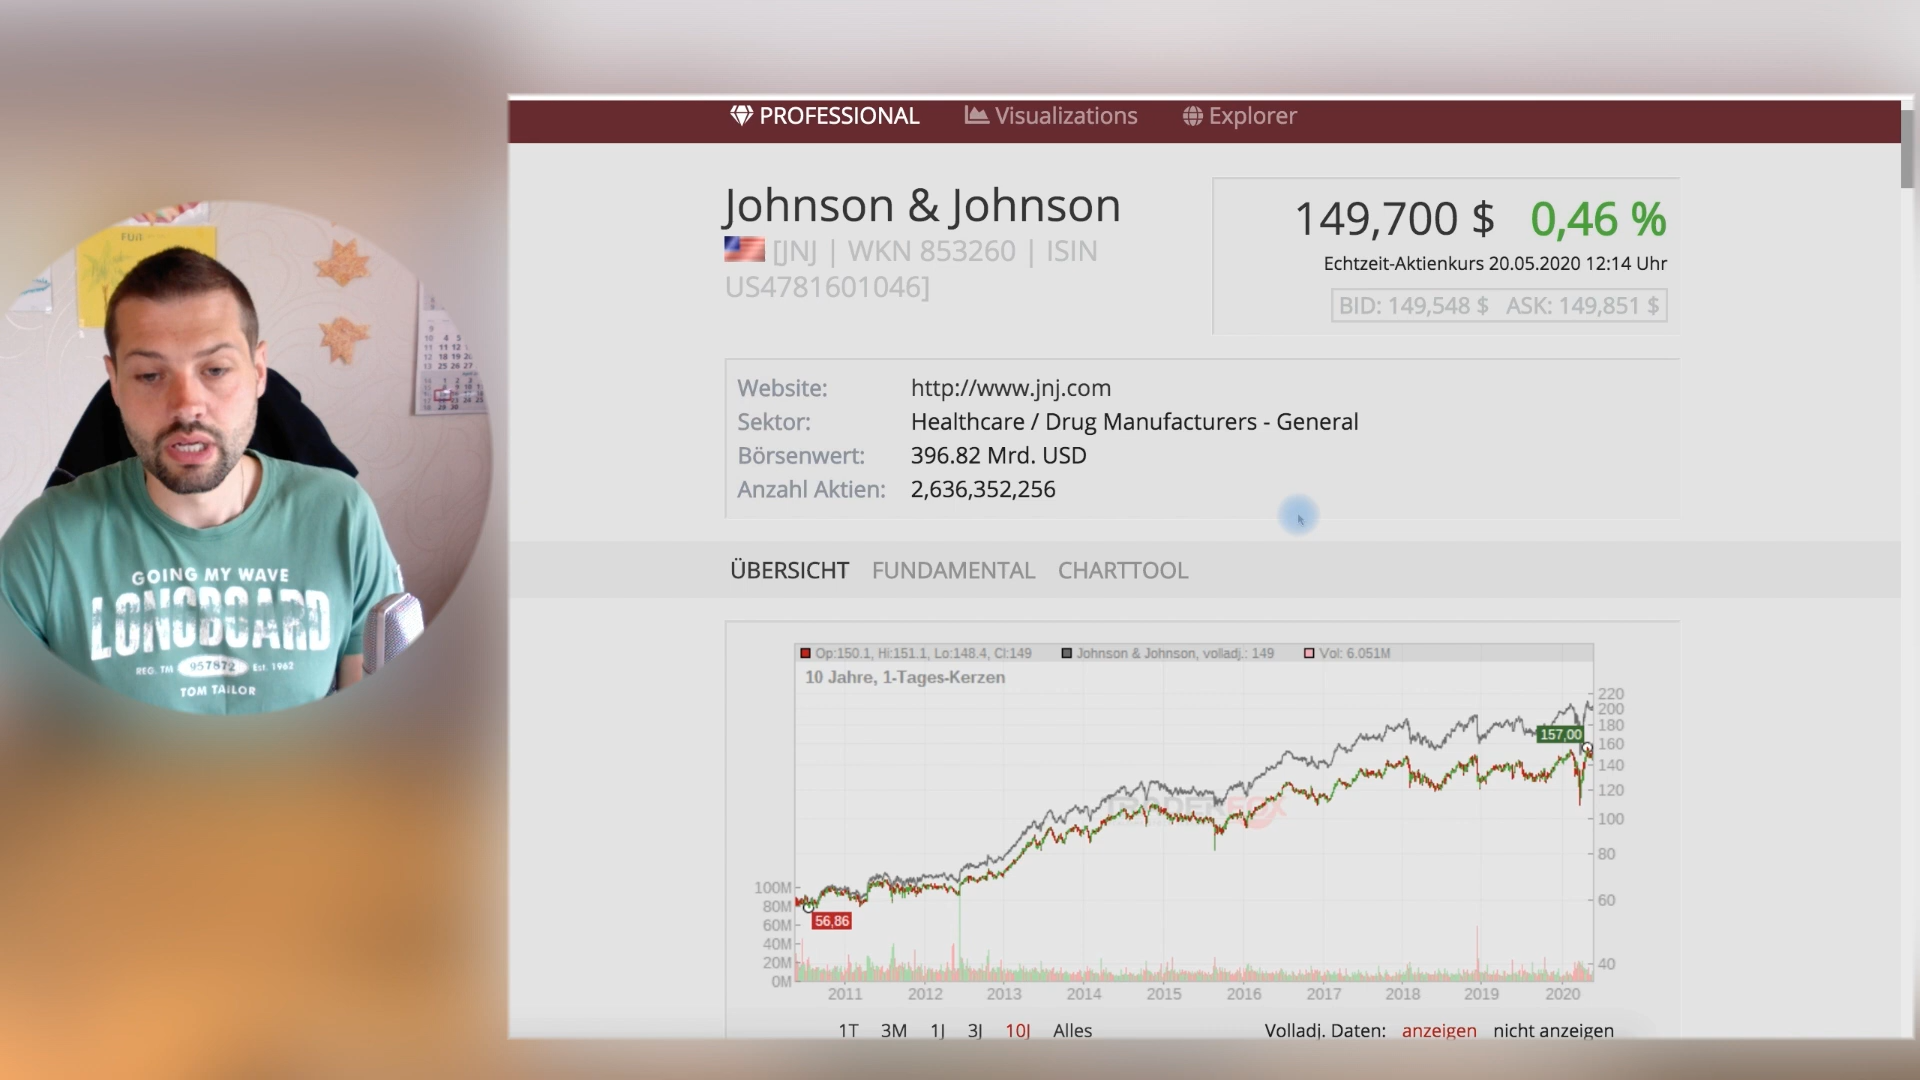 PROFESSIONAL Visualizations Explorer
Johnson & Johnson
[JNJ | WKN 853260 | ISIN
US4781601046]
149,700 $ 0,46 %
Echtzeit-Aktienkurs 20.05.2020 12:14 Uhr
BID: 149,548 $ ASK: 149,851 $
Website: http://www.jnj.com
Sektor: Healthcare / Drug Manufacturers - General
Börsenwert: 396.82 Mrd. USD
Anzahl Aktien: 2,636,352,256
ÜBERSICHT FUNDAMENTAL CHARTTOOL
Op:150.1, Hi:151.1, Lo:148.4, Cl:149 Johnson & Johnson, volladj.: 149 Vol: 6.051M
10 Jahre, 1-Tages-Kerzen
220
200
180
160
140
120
100
80
60
40
157,00
TRADERFOX
56,86
100M
80M
60M
40M
20M
0M
2011 2012 2013 2014 2015 2016 2017 2018 2019 2020
1T 3M 1J 3J 10J Alles
Volladj. Daten: anzeigen nicht anzeigen
GOING MY WAVE
LONGBOARD
REG. TM 957872 Est. 1962
TOM TAILOR